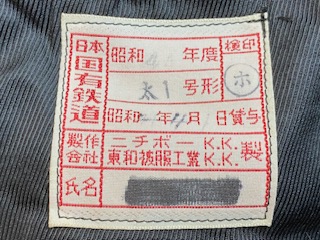 日本国有鉄道
昭和 年度 検印
太1号形 ホ
昭和 年 月 日貸与
製作会社 ニチボーK.K. 東和被服工業K.K. 製
氏名